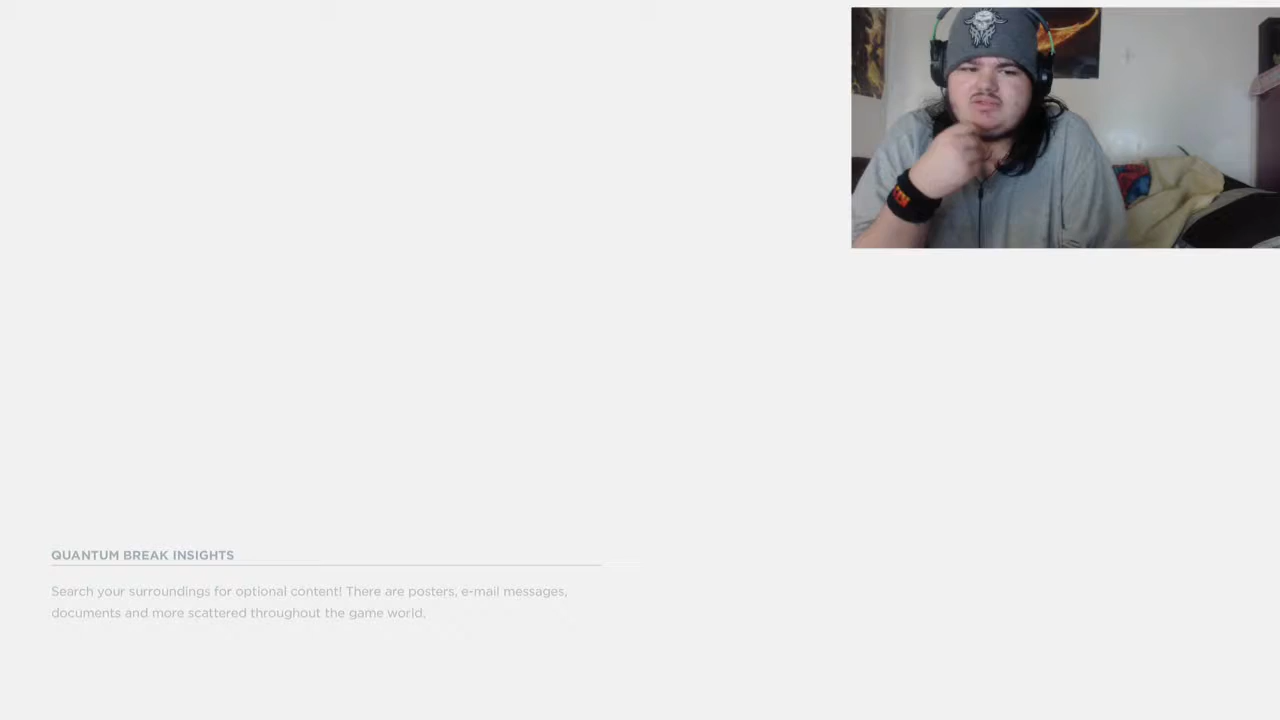 QUANTUM BREAK INSIGHTS
Search your surroundings for optional content! There are posters, e-mail messages,
documents and more scattered throughout the game world.